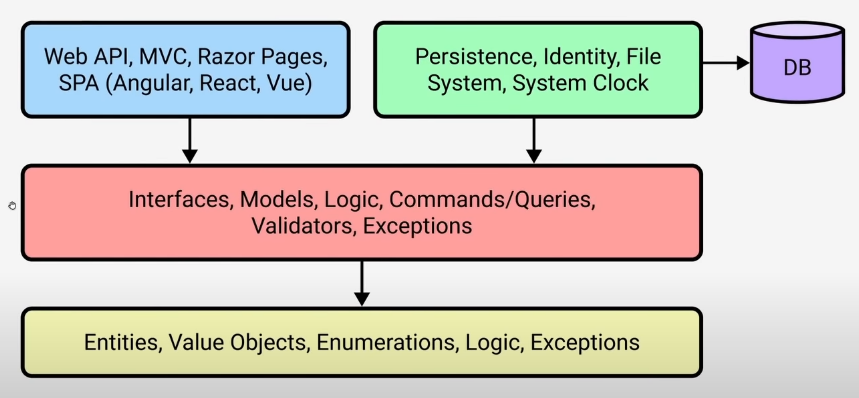 Web API, MVC, Razor Pages,
SPA (Angular, React, Vue)
Persistence, Identity, File
System, System Clock
DB
Interfaces, Models, Logic, Commands/Queries,
Validators, Exceptions
Entities, Value Objects, Enumerations, Logic, Exceptions